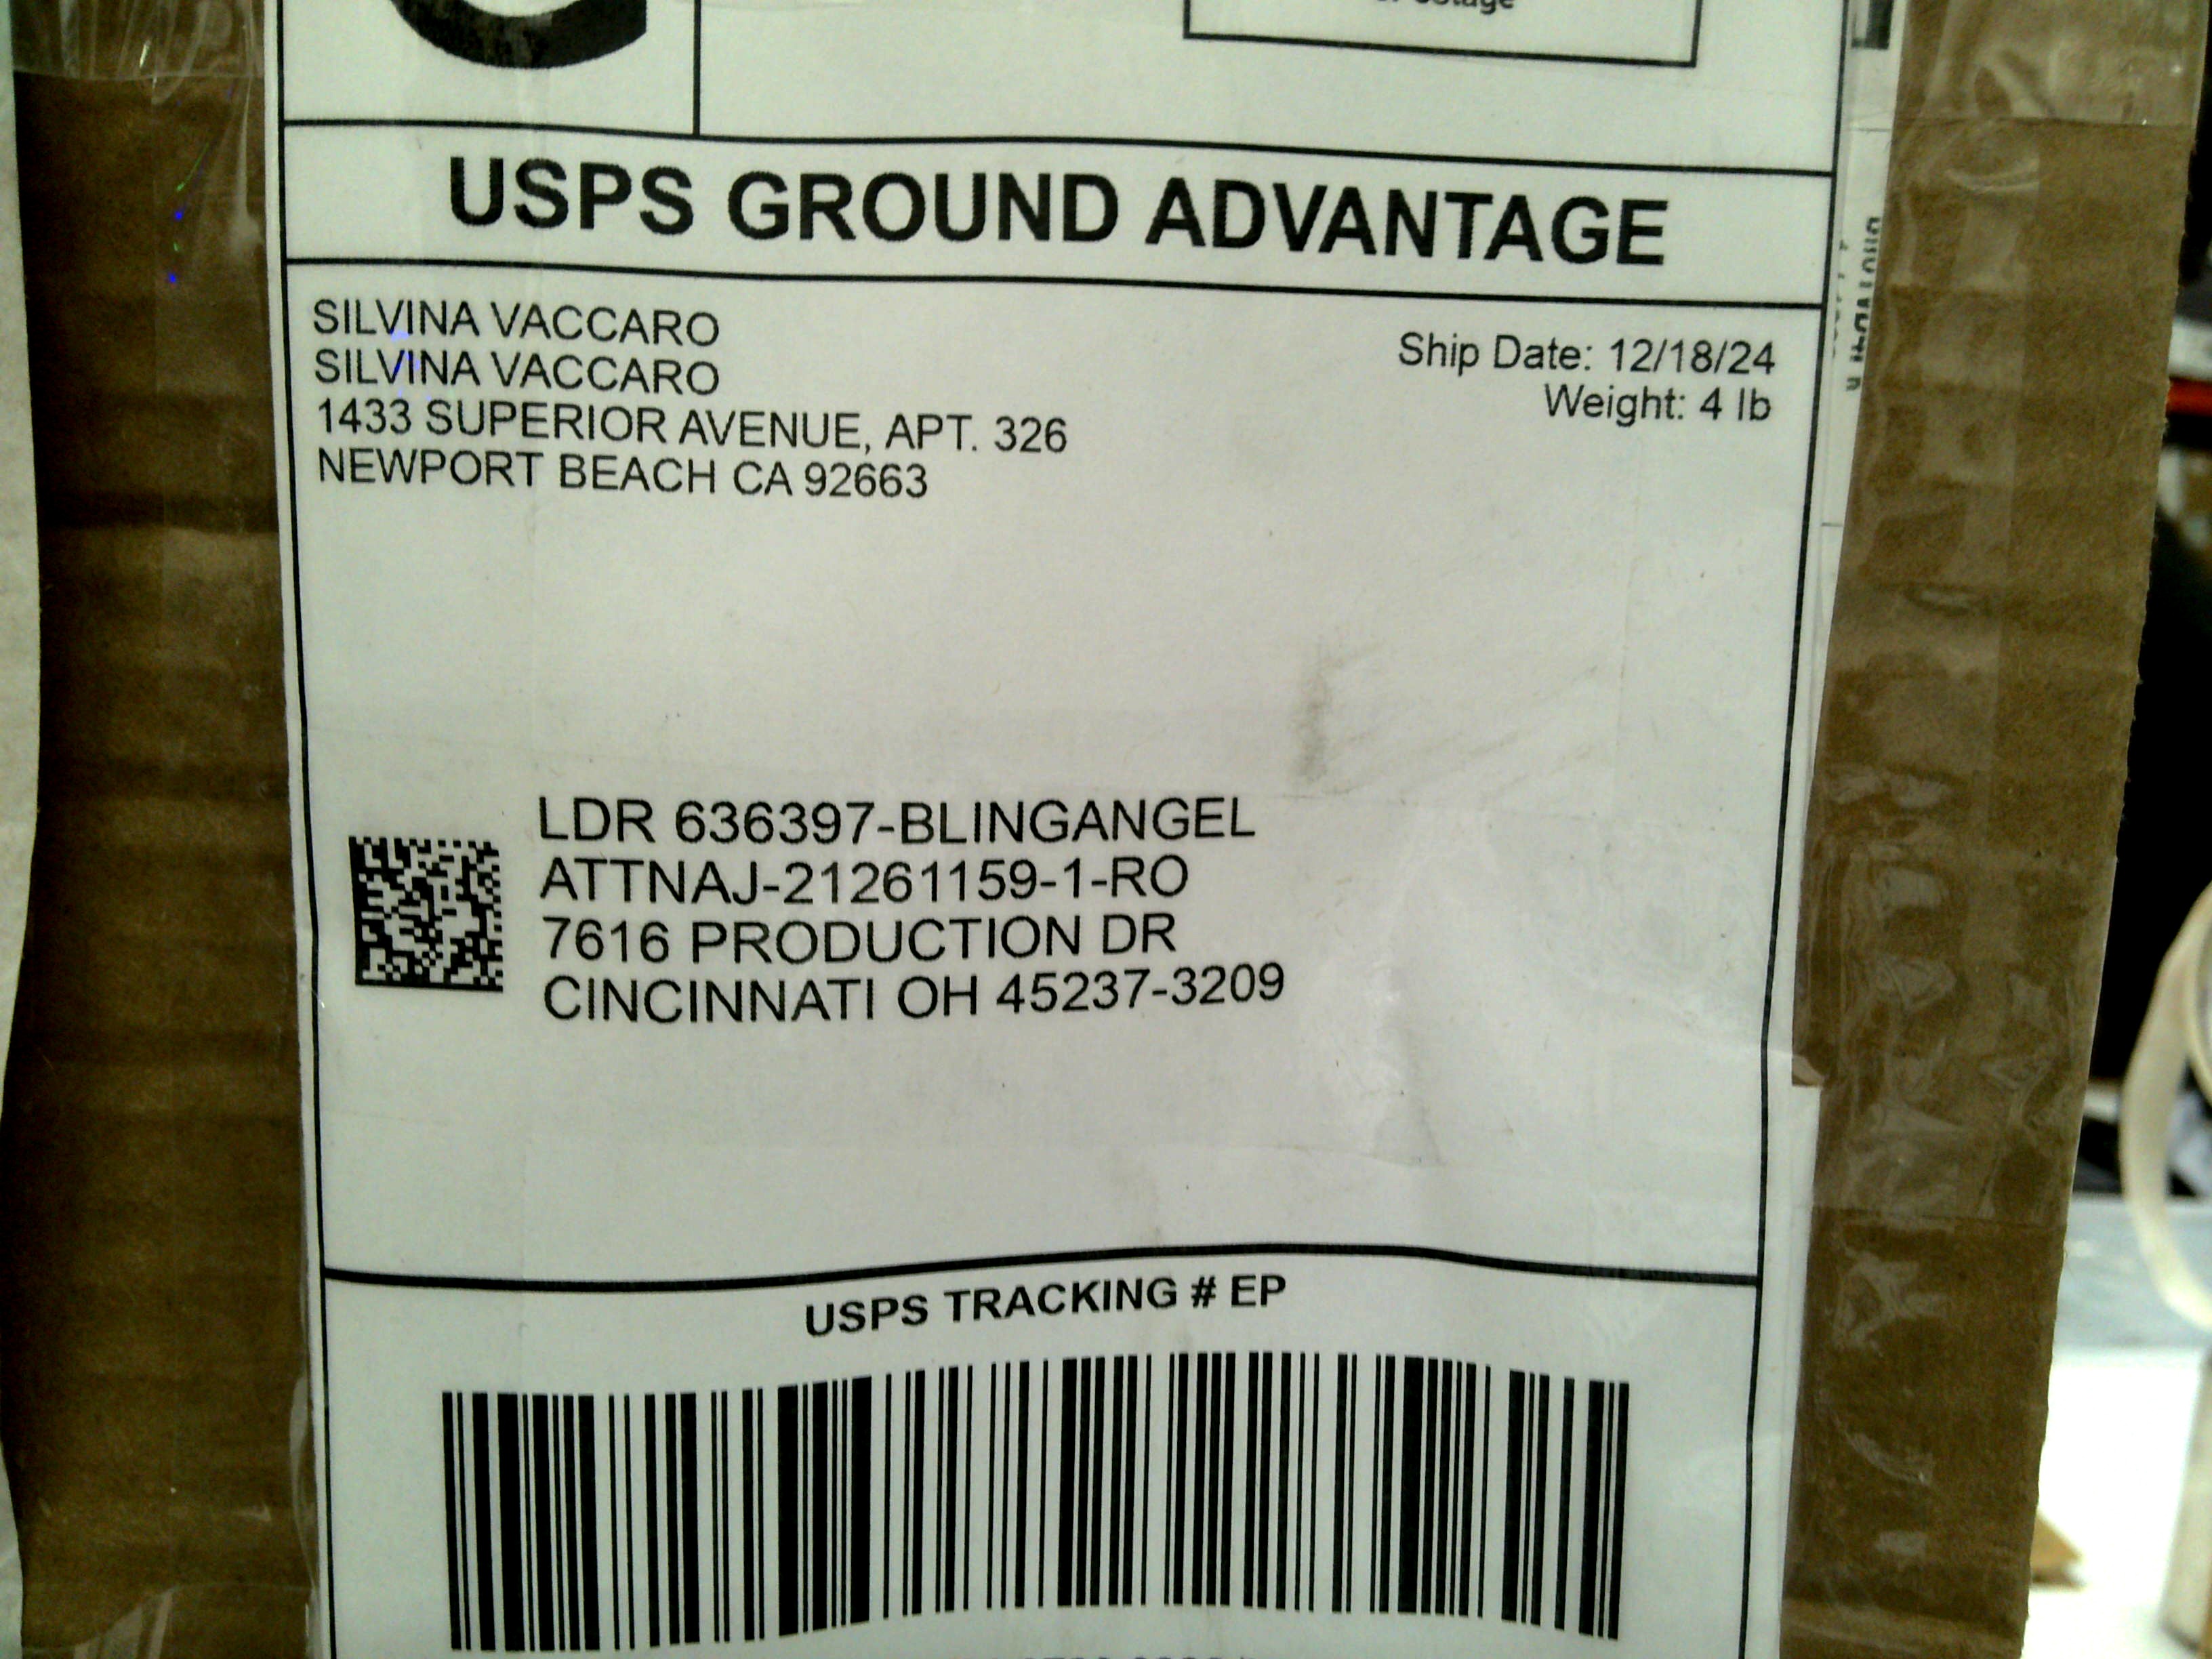 USPS GROUND ADVANTAGE
SILVINA VACCARO
SILVINA VACCARO
1433 SUPERIOR AVENUE, APT. 326
NEWPORT BEACH CA 92663
Ship Date: 12/18/24
Weight: 4 lb
LDR 636397-BLINGANGEL
ATTNAJ-21261159-1-RO
7616 PRODUCTION DR
CINCINNATI OH 45237-3209
USPS TRACKING # EP